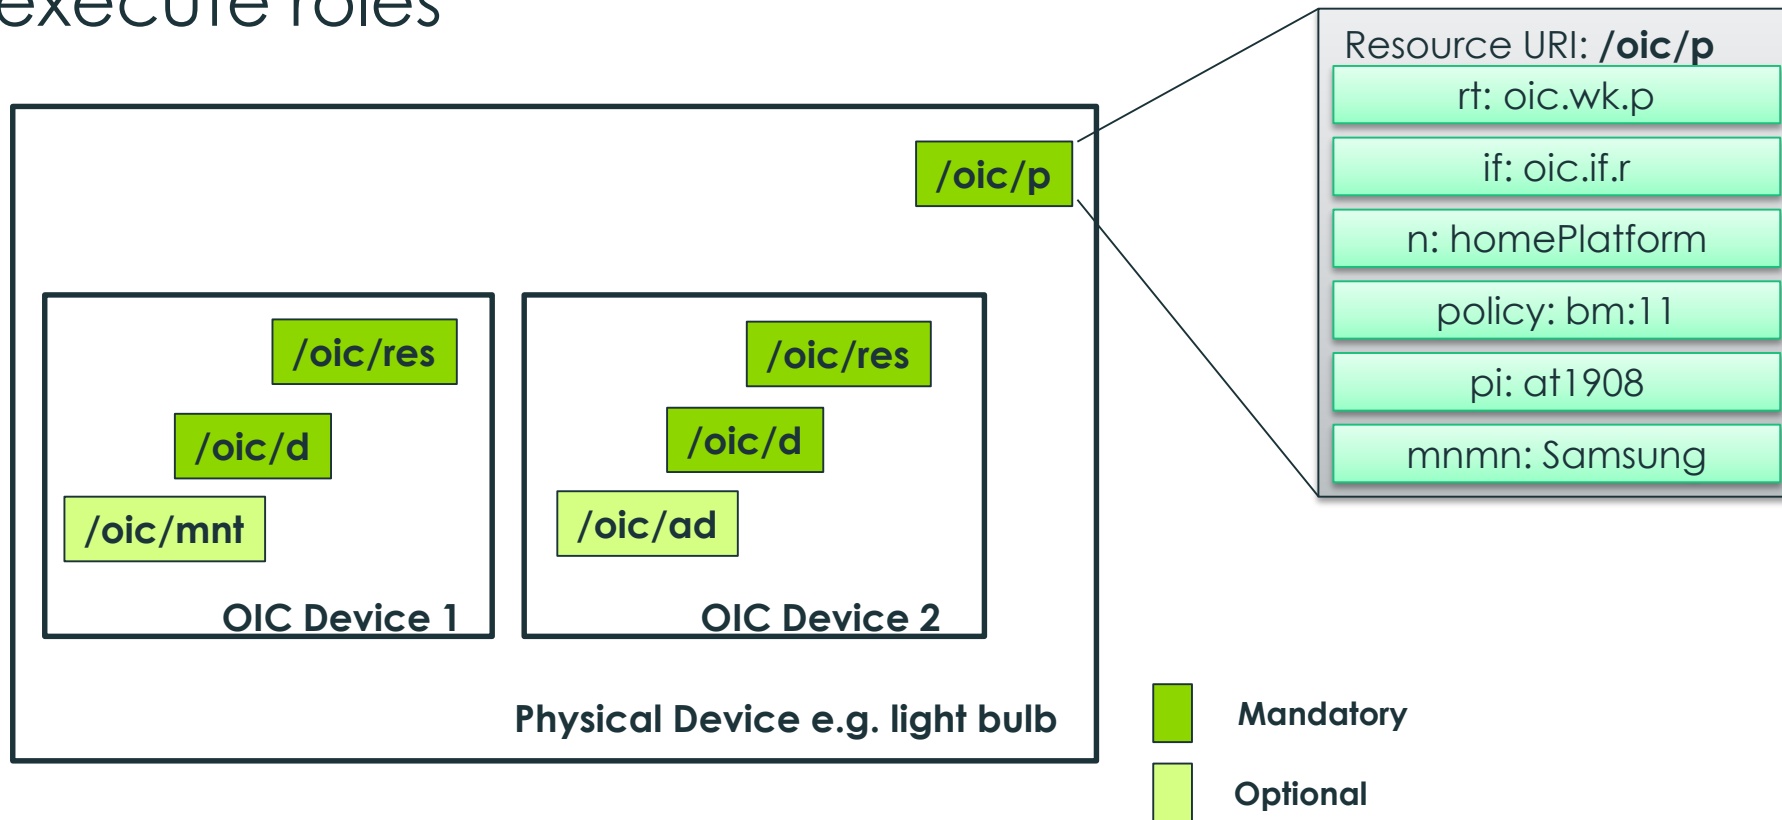 execute roles
Resource URI: /oic/p
rt: oic.wk.p
if: oic.if.r
n: homePlatform
policy: bm:11
pi: at1908
mnmn: Samsung
/oic/p
/oic/res
/oic/d
/oic/mnt
OIC Device 1
/oic/res
/oic/d
/oic/ad
OIC Device 2
Physical Device e.g. light bulb
Mandatory
Optional